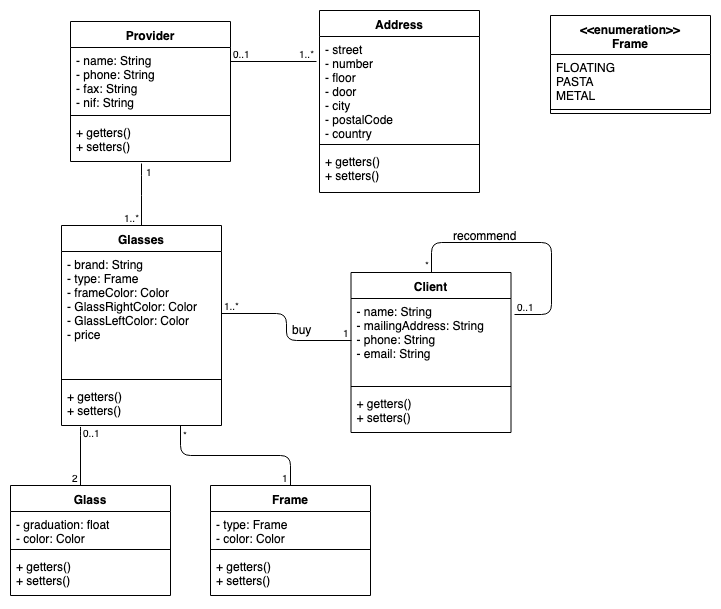 Provider
- name: String
- phone: String
- fax: String
- nif: String
+ getters()
+ setters()
0..1
1..*
Address
- street
- number
- floor
- door
- city
- postalCode
- country
+ getters()
+ setters()
<<enumeration>>
Frame
FLOATING
PASTA
METAL
1
1..*
Glasses
- brand: String
- type: Frame
- frameColor: Color
- GlassRightColor: Color
- GlassLeftColor: Color
- price
+ getters()
+ setters()
1..*
buy
1
recommend
*
0..1
Client
- name: String
- mailingAddress: String
- phone: String
- email: String
+ getters()
+ setters()
0..1
2
*
1
Glass
- graduation: float
- color: Color
+ getters()
+ setters()
Frame
- type: Frame
- color: Color
+ getters()
+ setters()